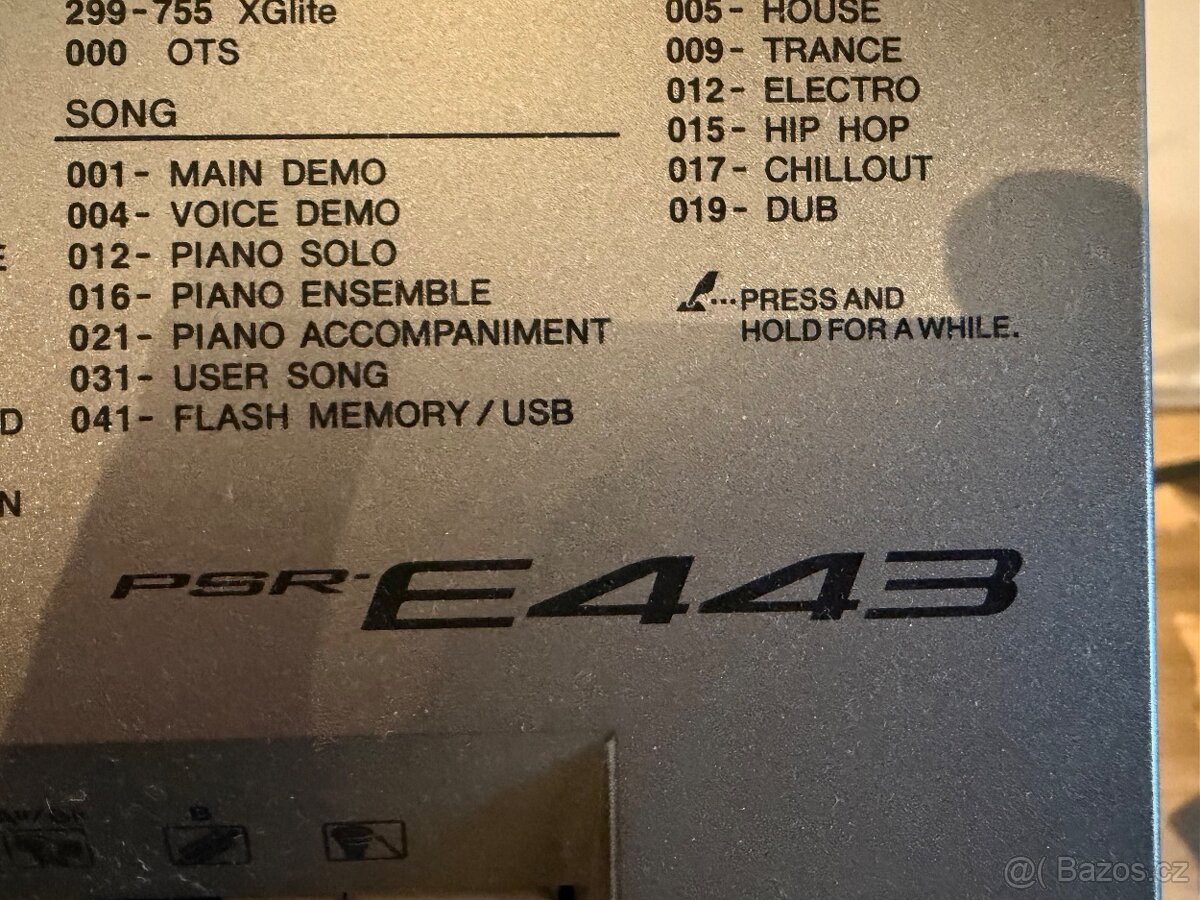 299-755 XGlite
000 OTS
SONG
001- MAIN DEMO
004- VOICE DEMO
012- PIANO SOLO
016- PIANO ENSEMBLE
021- PIANO ACCOMPANIMENT
031- USER SONG
041- FLASH MEMORY/USB
005- HOUSE
009- TRANCE
012- ELECTRO
015- HIP HOP
017- CHILLOUT
019- DUB
...PRESS AND
HOLD FOR A WHILE.
E
D
N
PSR-E443
B
@( Bazos.cz